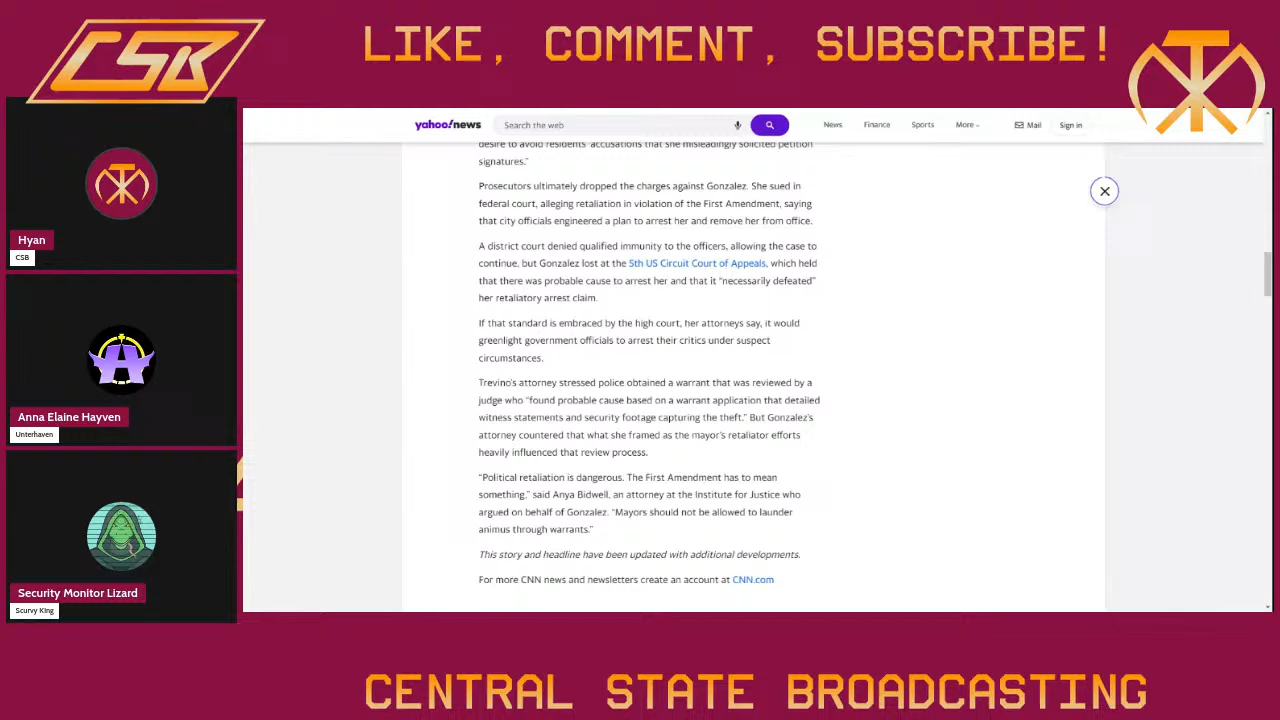 CSB
LIKE, COMMENT, SUBSCRIBE!
Hyan
CSB
Anna Elaine Hayven
Unterhaven
Security Monitor Lizard
Scurvy King
yahoo!news
Search the web
News
Finance
Sports
More
Mail
Sign in
desire to avoid residents' accusations that she misleadingly solicited petition
signatures.”
Prosecutors ultimately dropped the charges against Gonzalez. She sued in
federal court, alleging retaliation in violation of the First Amendment, saying
that city officials engineered a plan to arrest her and remove her from office.
A district court denied qualified immunity to the officers, allowing the case to
continue, but Gonzalez lost at the 5th US Circuit Court of Appeals, which held
that there was probable cause to arrest her and that it “necessarily defeated”
her retaliatory arrest claim.
If that standard is embraced by the high court, her attorneys say, it would
greenlight government officials to arrest their critics under suspect
circumstances.
Trevino's attorney stressed police obtained a warrant that was reviewed by a
judge who “found probable cause based on a warrant application that detailed
witness statements and security footage capturing the theft.” But Gonzalez's
attorney countered that what she framed as the mayor's retaliator efforts
heavily influenced that review process.
“Political retaliation is dangerous. The First Amendment has to mean
something,” said Anya Bidwell, an attorney at the Institute for Justice who
argued on behalf of Gonzalez. “Mayors should not be allowed to launder
animus through warrants.”
This story and headline have been updated with additional developments.
For more CNN news and newsletters create an account at CNN.com
CENTRAL STATE BROADCASTING